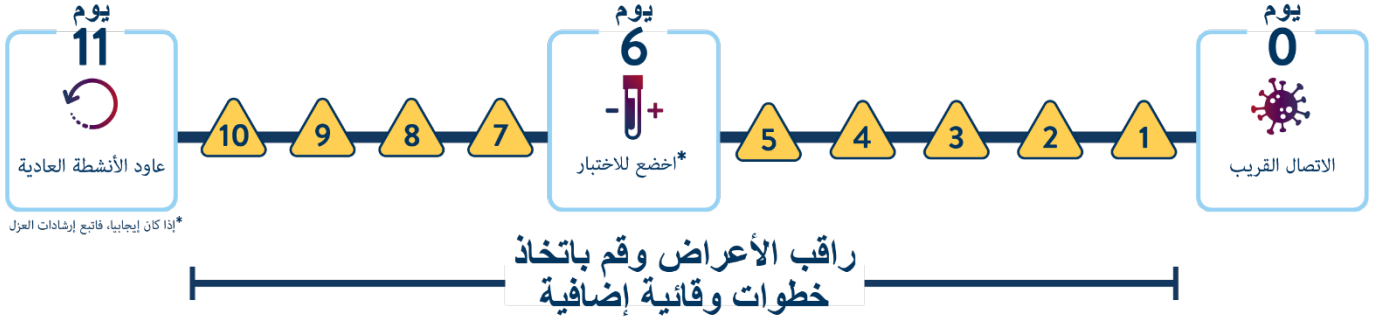 يوم
0
الاتصال القريب
1
2
3
4
5
يوم
6
- +
*اخضع للاختبار
7
8
9
10
يوم
11
عاود الأنشطة العادية
*إذا كان إيجابيا، فاتبع إرشادات العزل
راقب الأعراض وقم باتخاذ
خطوات وقائية إضافية